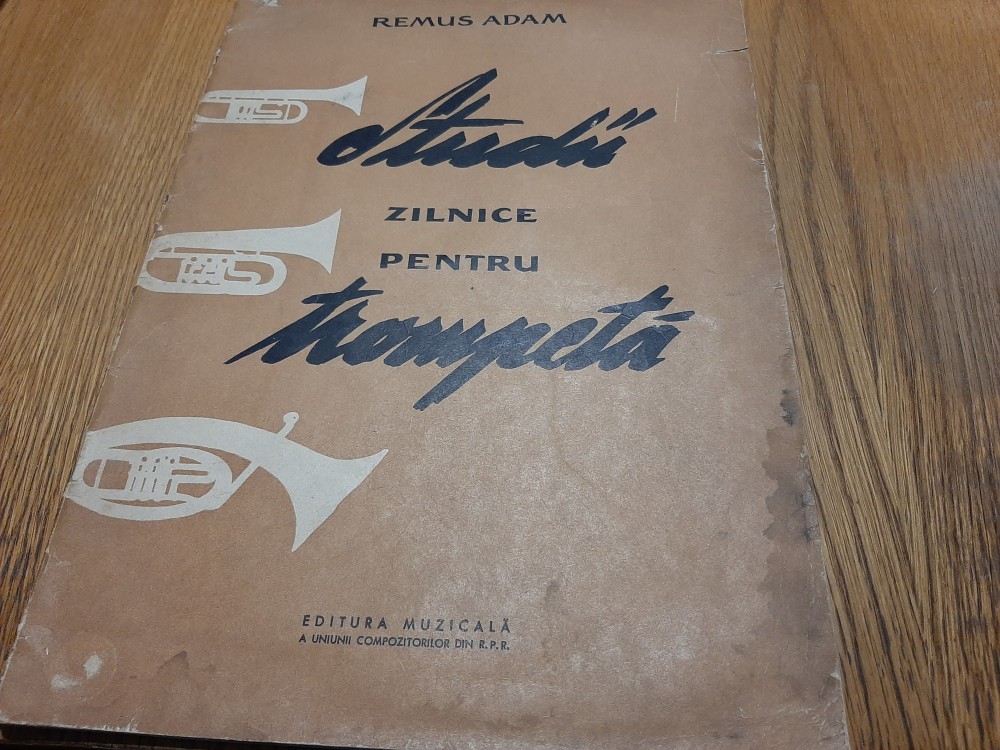 REMUS ADAM
Studii
ZILNICE
PENTRU
trompetă
EDITURA MUZICALĂ
A UNIUNII COMPOZITORILOR DIN R.P.R.